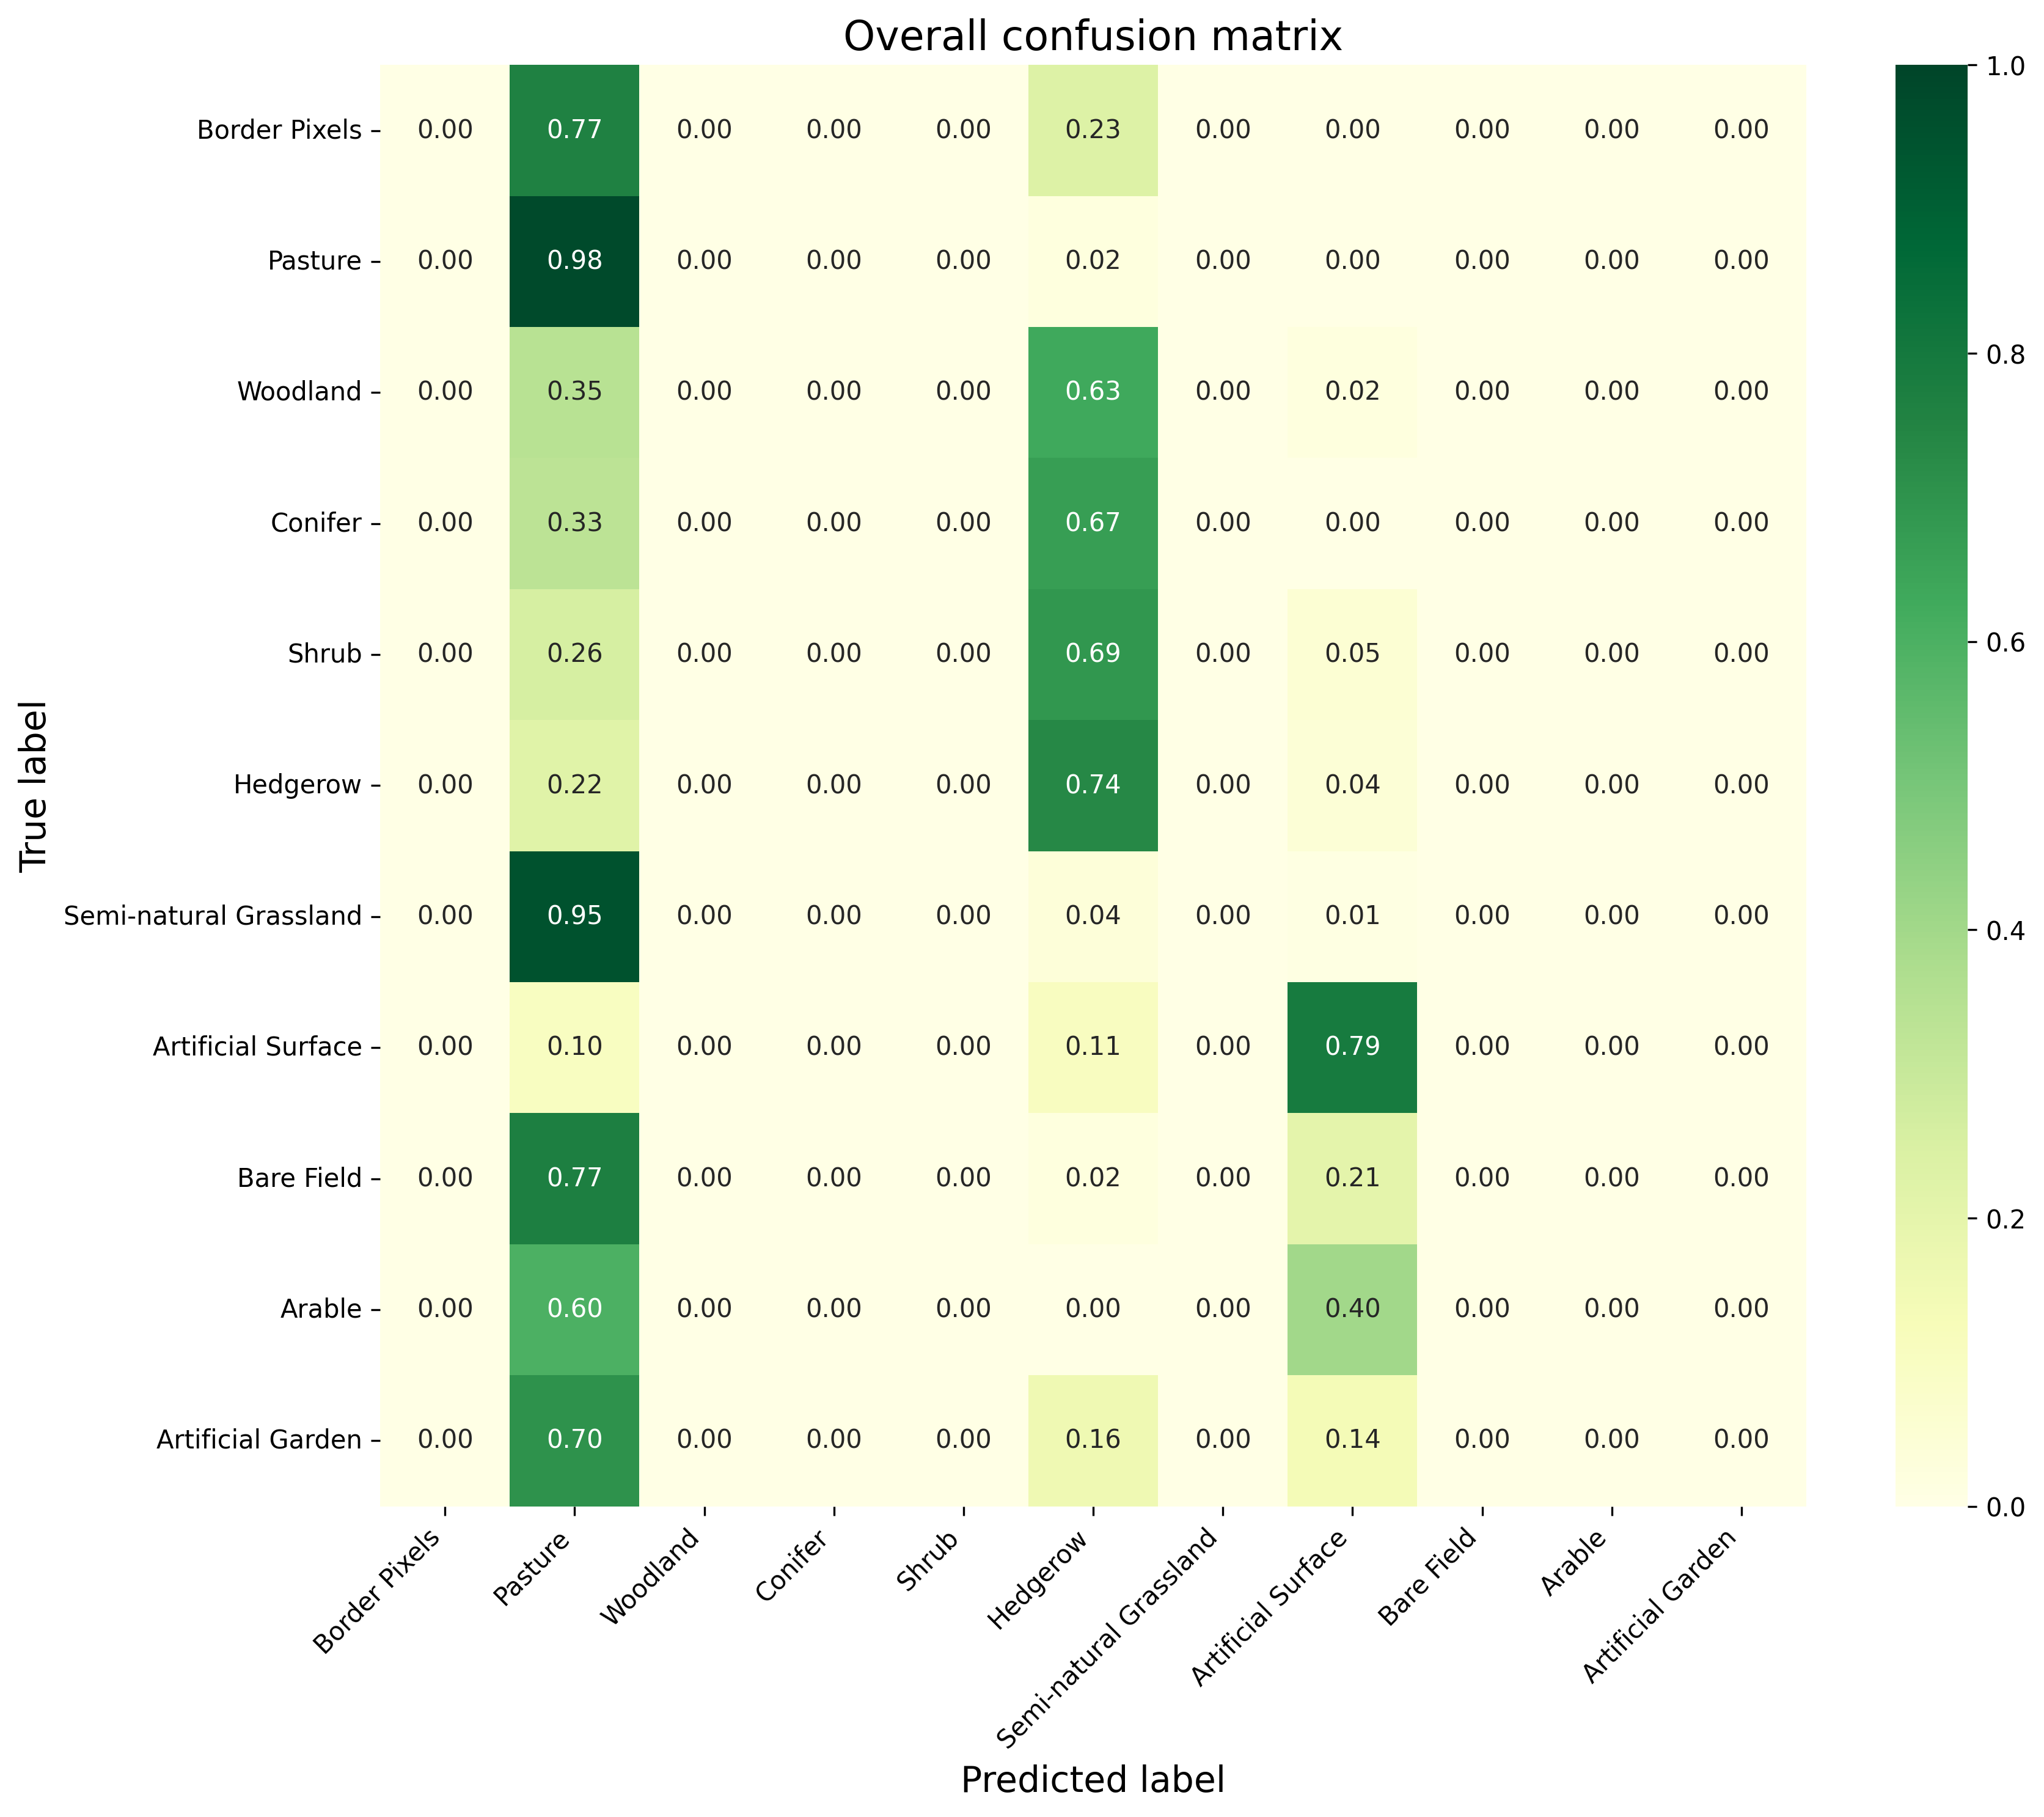 Overall confusion matrix
True label
Border Pixels 0.00 0.77 0.00 0.00 0.00 0.23 0.00 0.00 0.00 0.00 0.00
Pasture 0.00 0.98 0.00 0.00 0.00 0.02 0.00 0.00 0.00 0.00 0.00
Woodland 0.00 0.35 0.00 0.00 0.00 0.63 0.00 0.02 0.00 0.00 0.00
Conifer 0.00 0.33 0.00 0.00 0.00 0.67 0.00 0.00 0.00 0.00 0.00
Shrub 0.00 0.26 0.00 0.00 0.00 0.69 0.00 0.05 0.00 0.00 0.00
Hedgerow 0.00 0.22 0.00 0.00 0.00 0.74 0.00 0.04 0.00 0.00 0.00
Semi-natural Grassland 0.00 0.95 0.00 0.00 0.00 0.04 0.00 0.01 0.00 0.00 0.00
Artificial Surface 0.00 0.10 0.00 0.00 0.00 0.11 0.00 0.79 0.00 0.00 0.00
Bare Field 0.00 0.77 0.00 0.00 0.00 0.02 0.00 0.21 0.00 0.00 0.00
Arable 0.00 0.60 0.00 0.00 0.00 0.00 0.00 0.40 0.00 0.00 0.00
Artificial Garden 0.00 0.70 0.00 0.00 0.00 0.16 0.00 0.14 0.00 0.00 0.00
Border Pixels
Pasture
Woodland
Conifer
Shrub
Hedgerow
Semi-natural Grassland
Artificial Surface
Bare Field
Arable
Artificial Garden
Predicted label
1.0
0.8
0.6
0.4
0.2
0.0